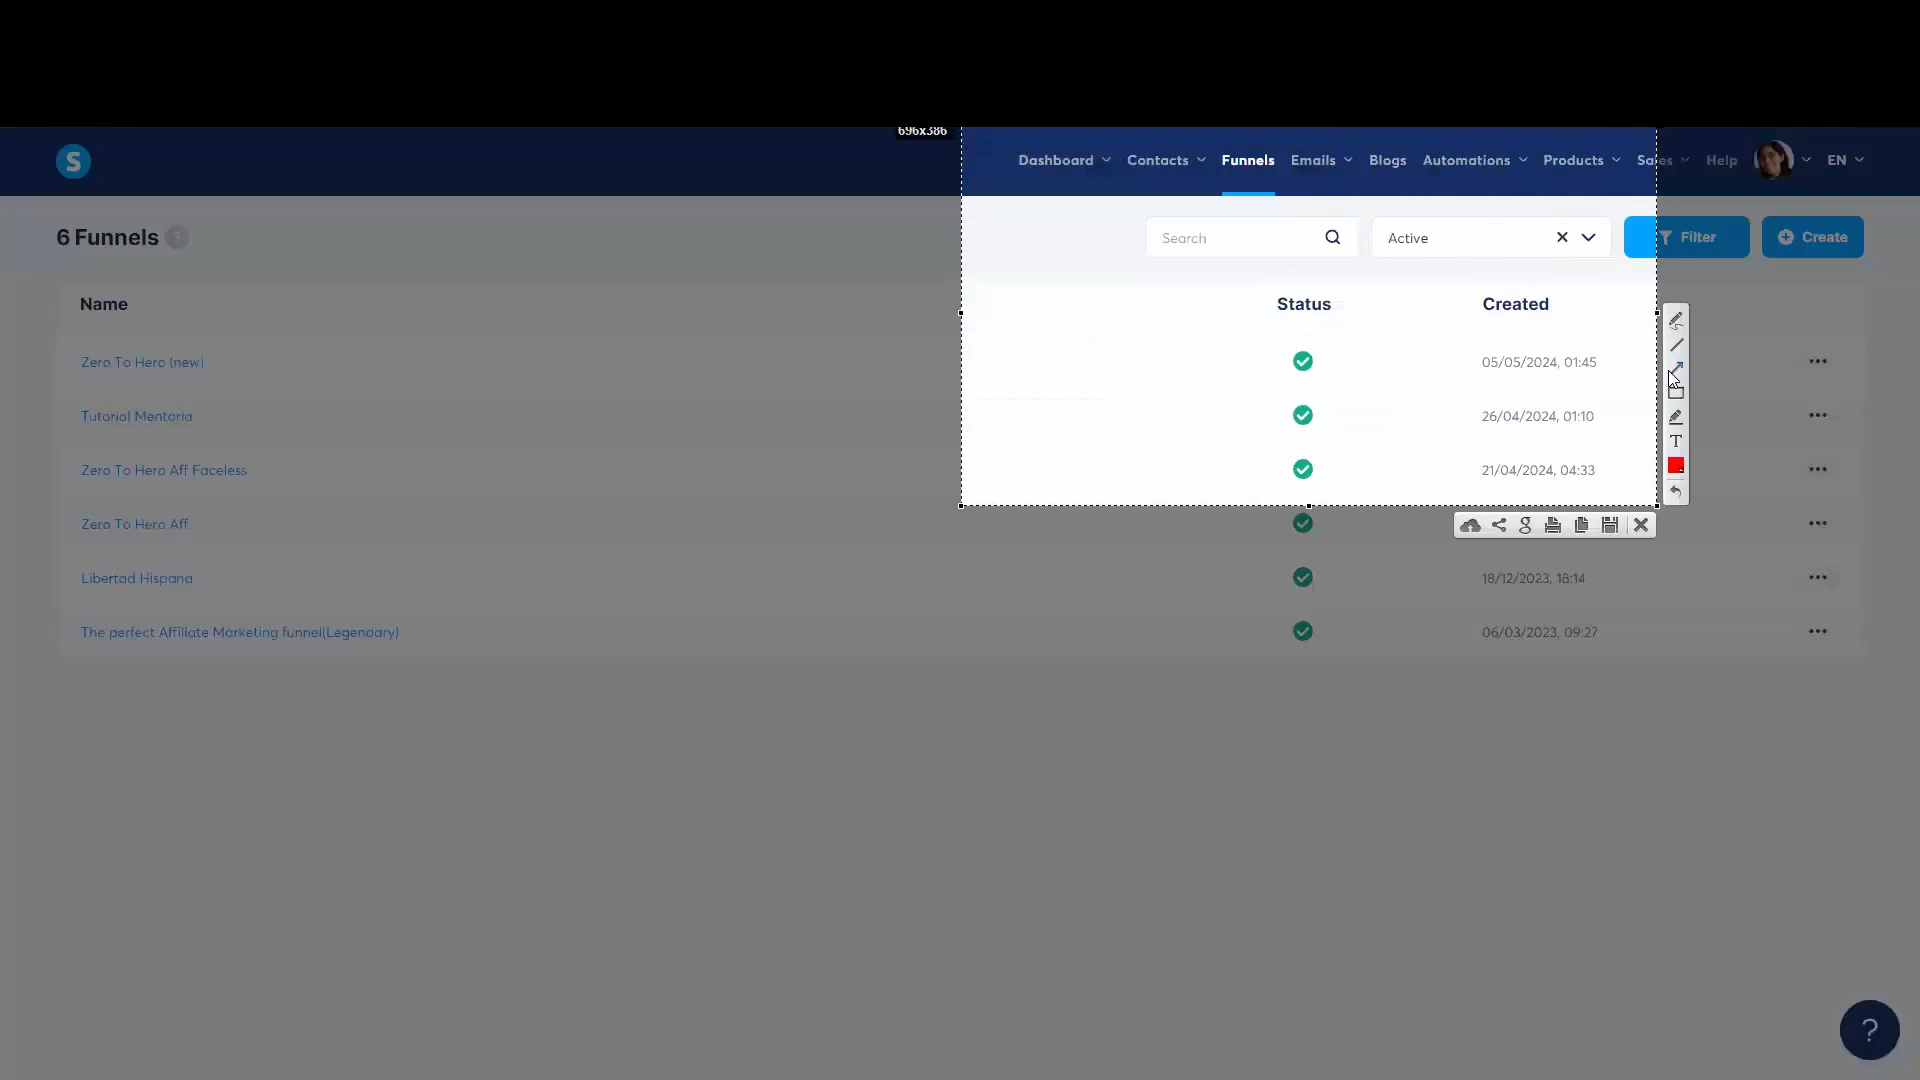 696x386
S Dashboard Contacts Funnels Emails Blogs Automations Products Sales Help EN
6 Funnels ? Search Active Filter Create
Name Status Created
Zero To Hero (new) 05/05/2024, 01:45
Tutorial Mentoria 26/04/2024, 01:10
Zero To Hero Aff Faceless 21/04/2024, 04:33
Zero To Hero Aff
Libertad Hispana 18/12/2023, 18:14
The perfect Affiliate Marketing funnel(Legendary) 06/03/2023, 09:27
T
g
?